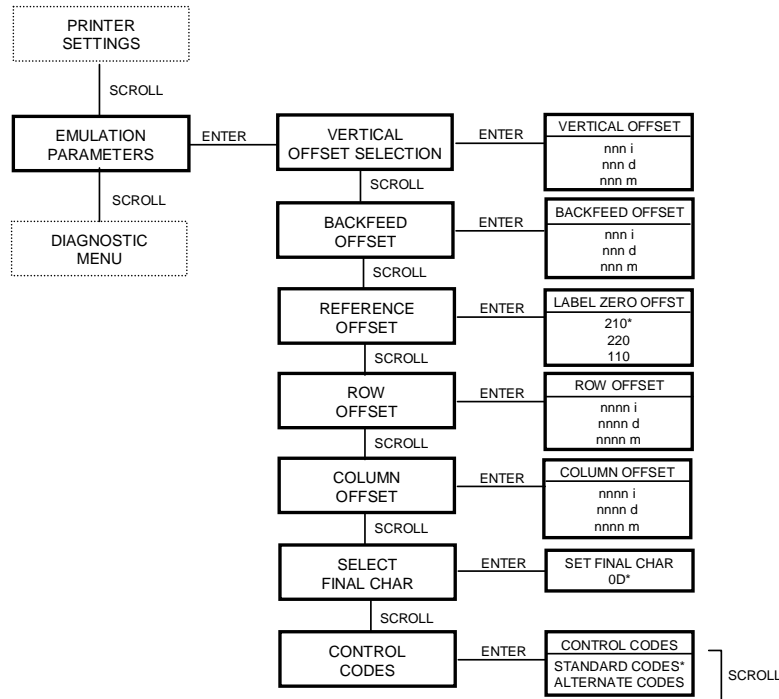 PRINTER
SETTINGS
SCROLL
EMULATION
PARAMETERS
ENTER
VERTICAL
OFFSET SELECTION
ENTER
VERTICAL OFFSET
nnn i
nnn d
nnn m
SCROLL
DIAGNOSTIC
MENU
SCROLL
BACKFEED
OFFSET
ENTER
BACKFEED OFFSET
nnn i
nnn d
nnn m
SCROLL
REFERENCE
OFFSET
ENTER
LABEL ZERO OFFST
210*
220
110
SCROLL
ROW
OFFSET
ENTER
ROW OFFSET
nnnn i
nnnn d
nnnn m
SCROLL
COLUMN
OFFSET
ENTER
COLUMN OFFSET
nnnn i
nnnn d
nnnn m
SCROLL
SELECT
FINAL CHAR
ENTER
SET FINAL CHAR
0D*
SCROLL
CONTROL
CODES
ENTER
CONTROL CODES
STANDARD CODES*
ALTERNATE CODES
SCROLL